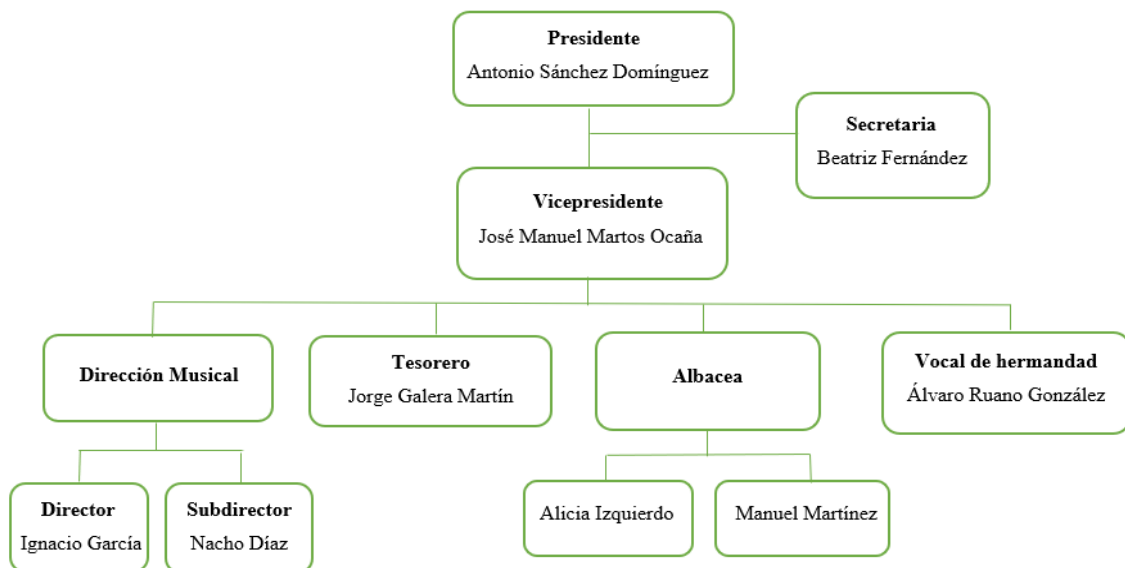 Presidente
Antonio Sánchez Domínguez
Secretaria
Beatriz Fernández
Vicepresidente
José Manuel Martos Ocaña
Dirección Musical
Tesorero
Jorge Galera Martín
Albacea
Vocal de hermandad
Álvaro Ruano González
Director
Ignacio García
Subdirector
Nacho Díaz
Alicia Izquierdo
Manuel Martínez